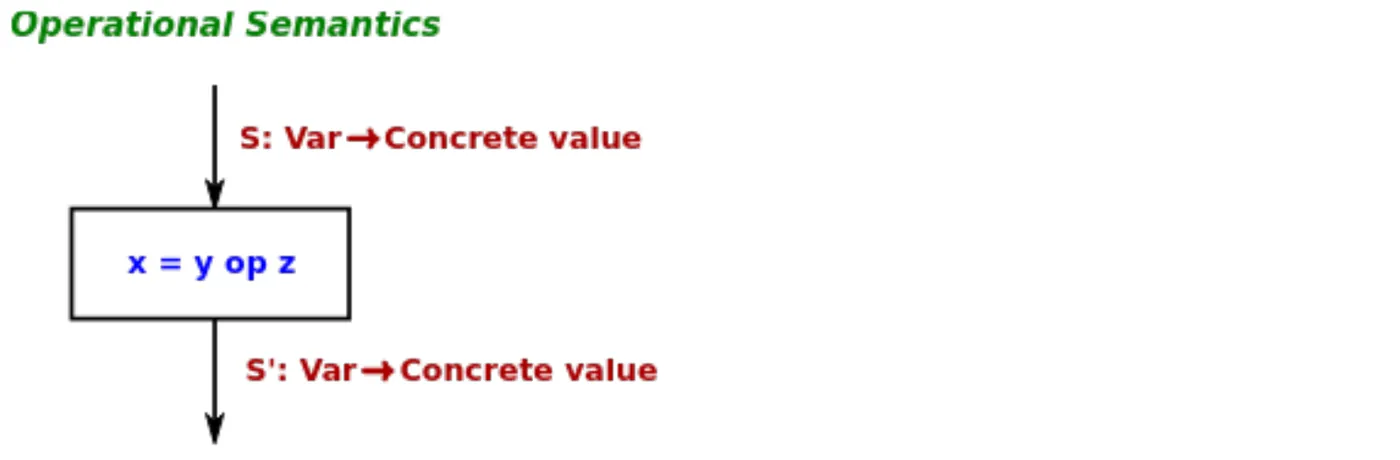 Operational Semantics
S: Var→Concrete value
x = y op z
S': Var→Concrete value